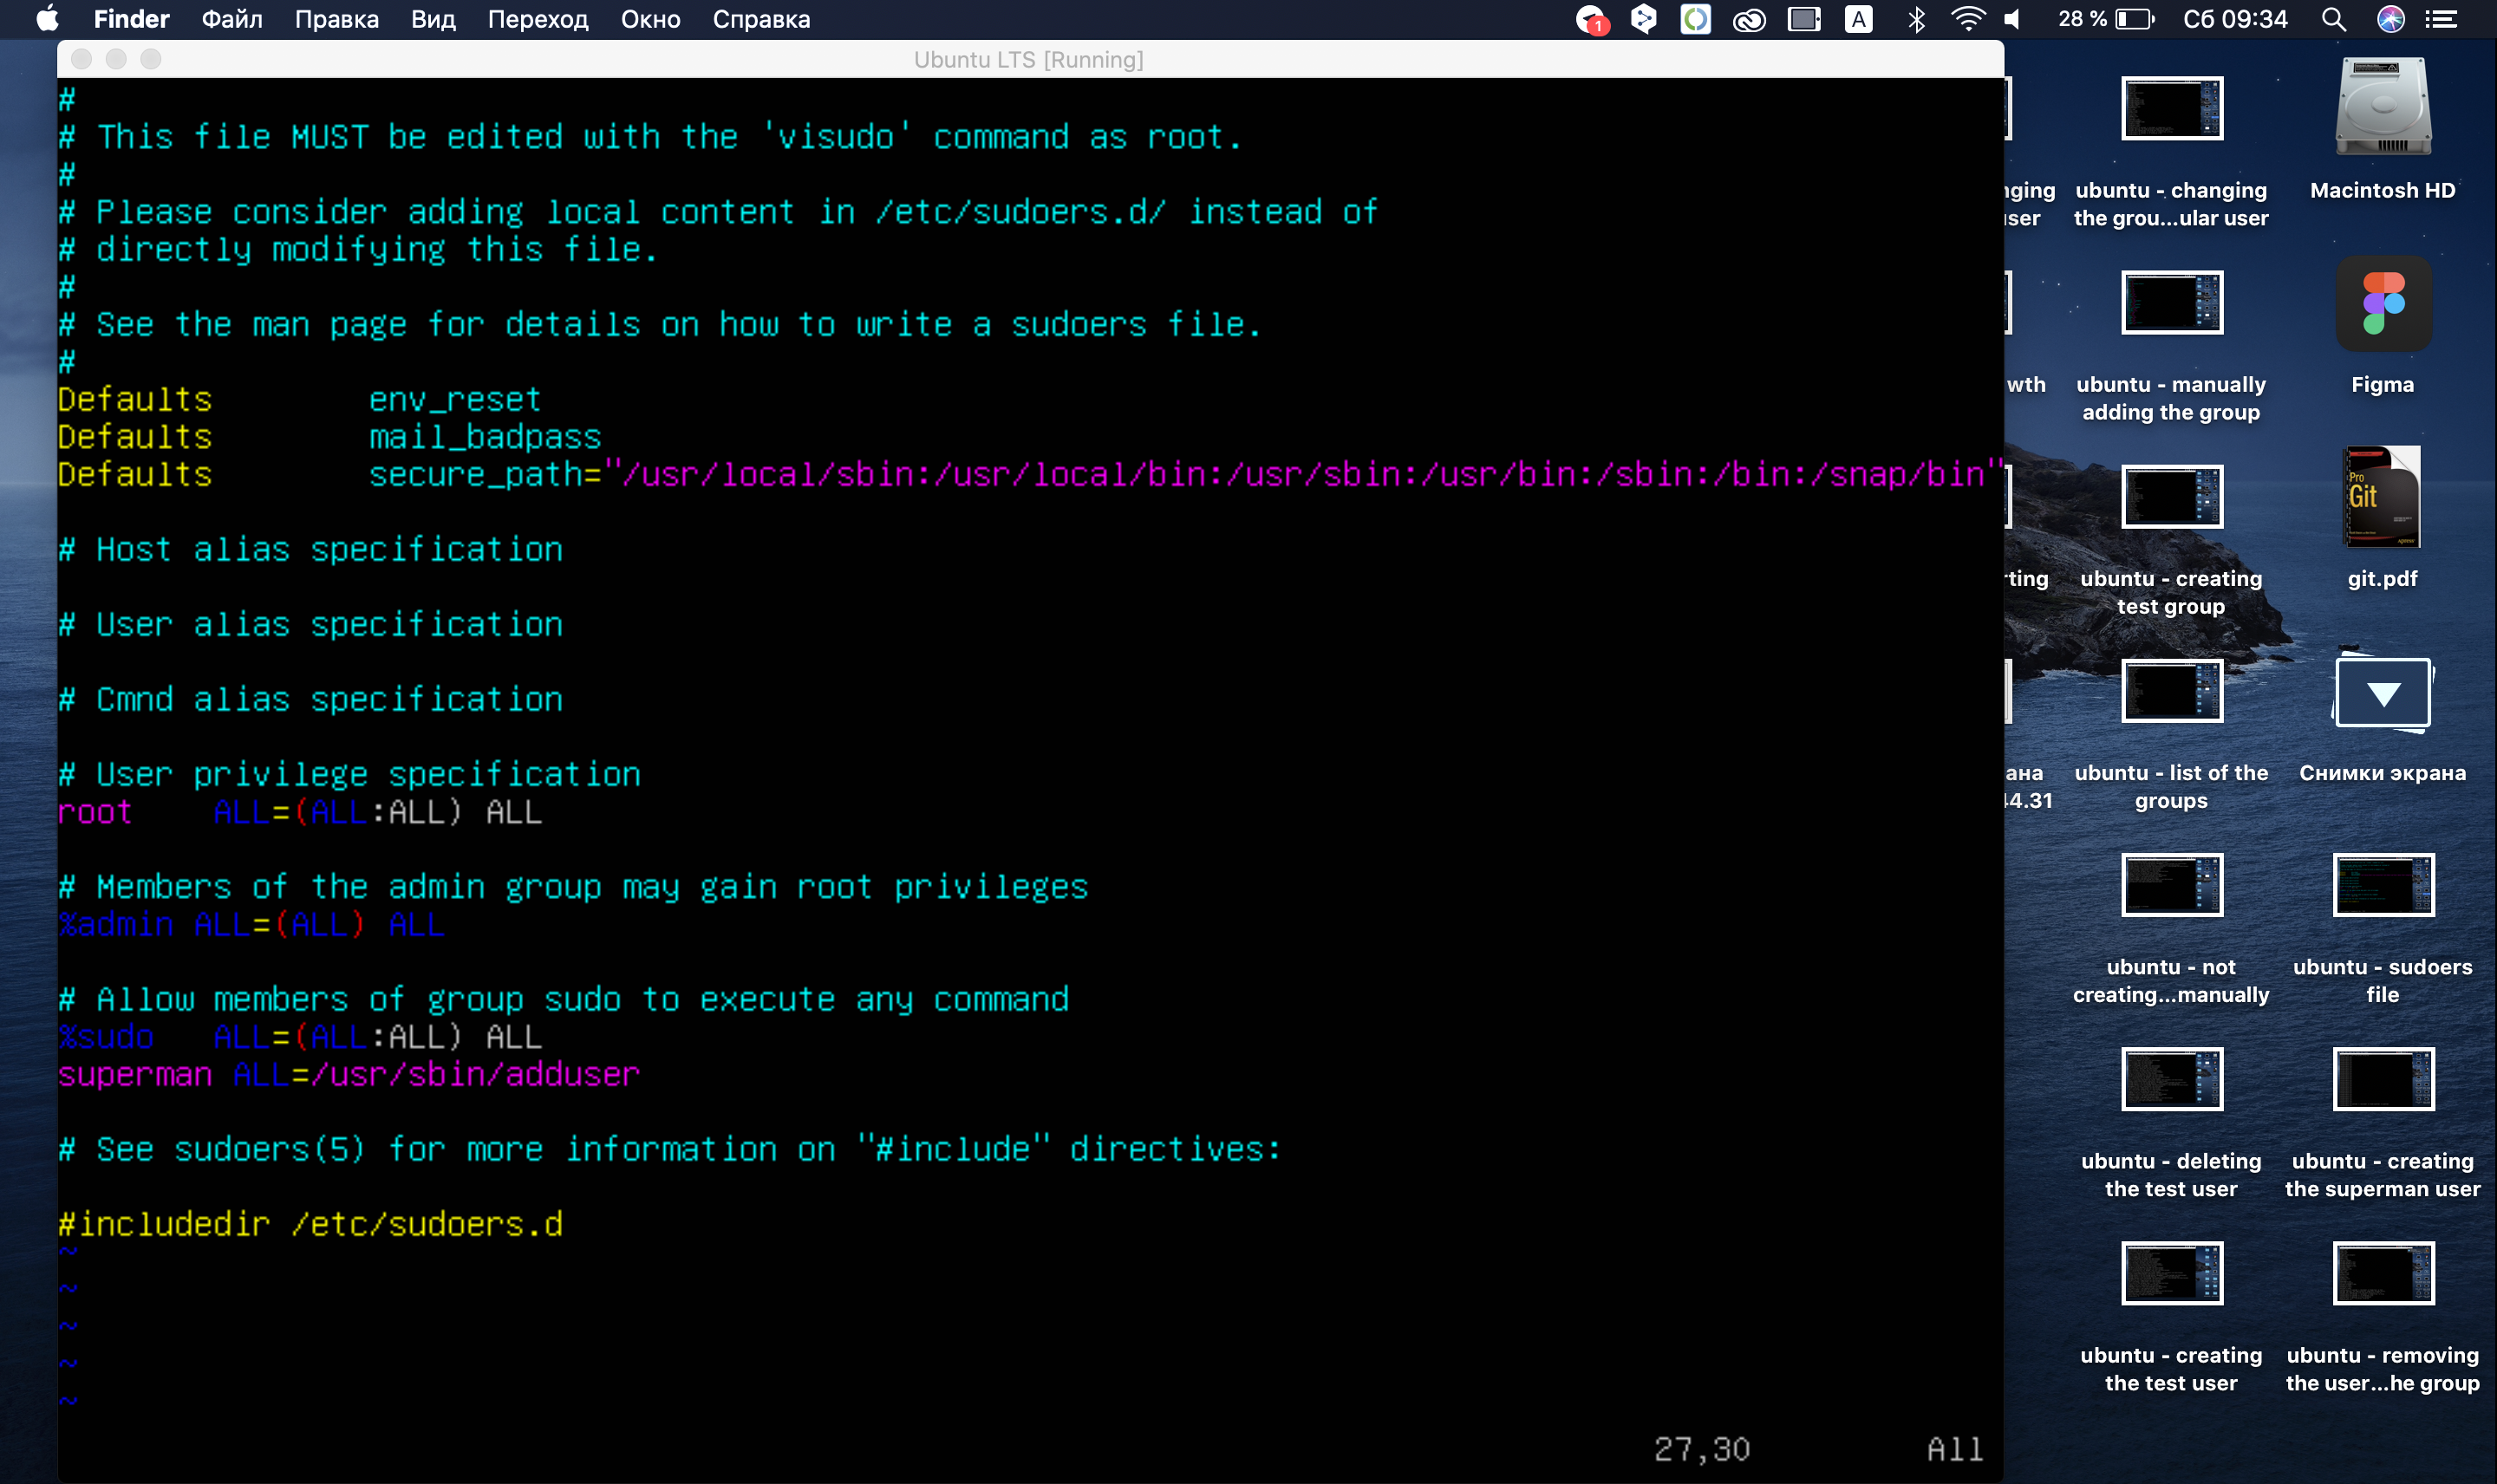 Finder Файл Правка Вид Переход Окно Справка 1 A 28 % Сб 09:34
Ubuntu LTS [Running]
#
# This file MUST be edited with the 'visudo' command as root.
#
# Please consider adding local content in /etc/sudoers.d/ instead of
# directly modifying this file.
#
# See the man page for details on how to write a sudoers file.
#
Defaults env_reset
Defaults mail_badpass
Defaults secure_path="/usr/local/sbin:/usr/local/bin:/usr/sbin:/usr/bin:/sbin:/bin:/snap/bin"
# Host alias specification
# User alias specification
# Cmnd alias specification
# User privilege specification
root ALL=(ALL:ALL) ALL
# Members of the admin group may gain root privileges
%admin ALL=(ALL) ALL
# Allow members of group sudo to execute any command
%sudo ALL=(ALL:ALL) ALL
superman ALL=/usr/sbin/adduser
# See sudoers(5) for more information on "#include" directives:
#includedir /etc/sudoers.d
~
~
~
~
~
27,30 All
ubuntu - changing
the grou...ular user
ubuntu - manually
adding the group
ubuntu - creating
test group
ubuntu - list of the
groups
ubuntu - not
creating...manually
ubuntu - deleting
the test user
ubuntu - creating
the test user
Macintosh HD
Figma
Pro
Git
git.pdf
Снимки экрана
ubuntu - sudoers
file
ubuntu - creating
the superman user
ubuntu - removing
the user...he group